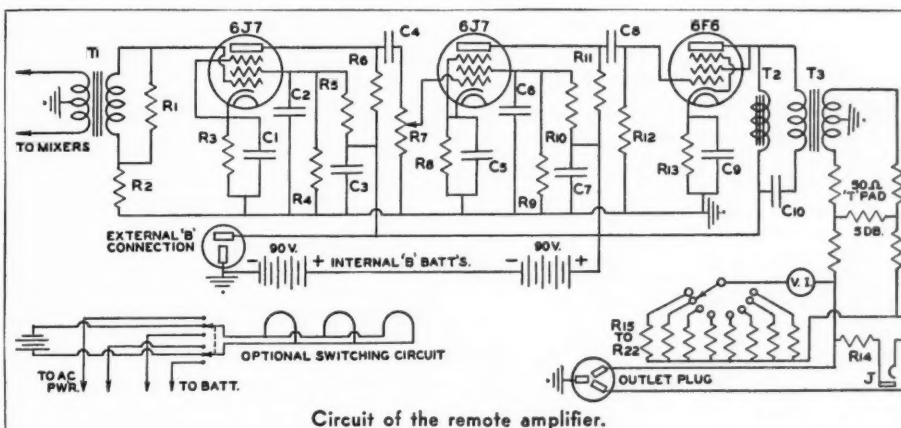 6J7
6J7
6F6
T1
R1
R2
R3
C1
C2
R5
R4
C3
R6
C4
R7
R8
C5
C6
R9
R10
C7
R11
C8
R12
R13
C9
T2
T3
C10
TO MIXERS
50Ω
'T' PAD
5 DB.
EXTERNAL 'B'
CONNECTION
90 V.
- + INTERNAL 'B' BATT'S. - +
90 V.
V. I.
R15
TO
R22
R14
J
OPTIONAL SWITCHING CIRCUIT
TO AC
PWR.
TO BATT.
OUTLET PLUG
Circuit of the remote amplifier.